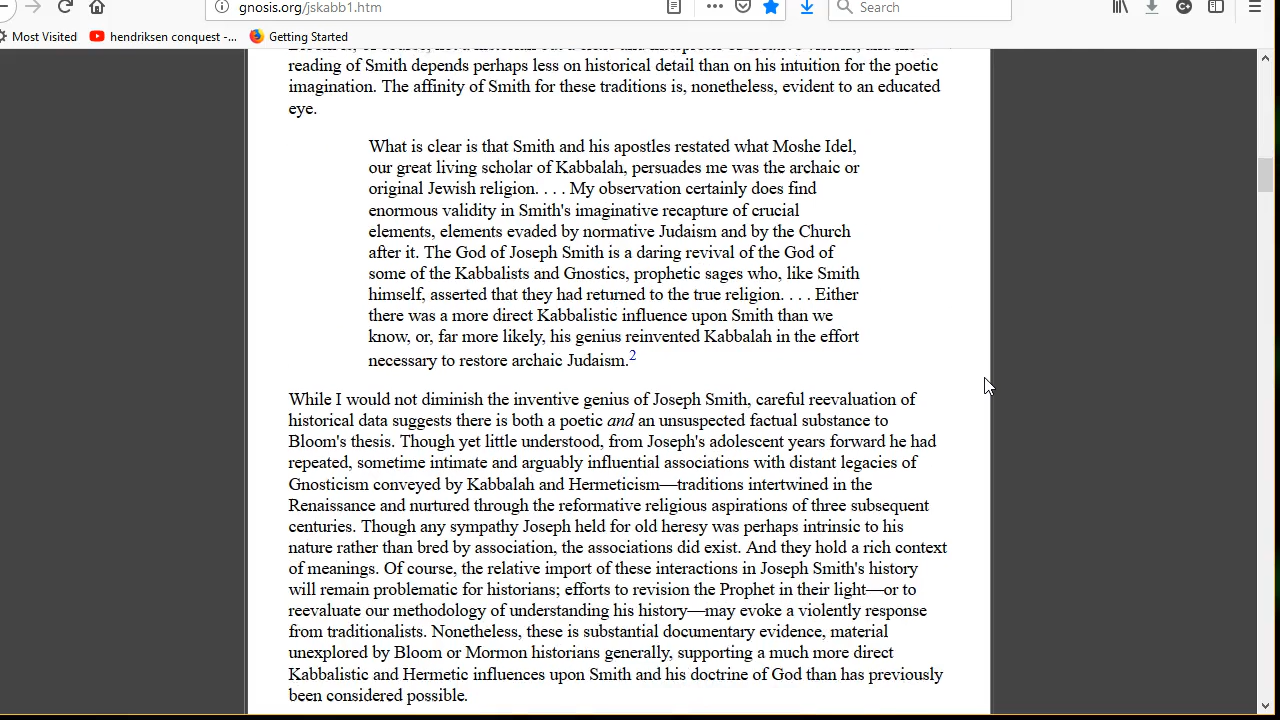 gnosis.org/jskabb1.htm
Search
Most Visited
hendriksen conquest -...
Getting Started
reading of Smith depends perhaps less on historical detail than on his intuition for the poetic
imagination. The affinity of Smith for these traditions is, nonetheless, evident to an educated
eye.
What is clear is that Smith and his apostles restated what Moshe Idel,
our great living scholar of Kabbalah, persuades me was the archaic or
original Jewish religion. . . . My observation certainly does find
enormous validity in Smith's imaginative recapture of crucial
elements, elements evaded by normative Judaism and by the Church
after it. The God of Joseph Smith is a daring revival of the God of
some of the Kabbalists and Gnostics, prophetic sages who, like Smith
himself, asserted that they had returned to the true religion. . . . Either
there was a more direct Kabbalistic influence upon Smith than we
know, or, far more likely, his genius reinvented Kabbalah in the effort
necessary to restore archaic Judaism.2
While I would not diminish the inventive genius of Joseph Smith, careful reevaluation of
historical data suggests there is both a poetic and an unsuspected factual substance to
Bloom's thesis. Though yet little understood, from Joseph's adolescent years forward he had
repeated, sometime intimate and arguably influential associations with distant legacies of
Gnosticism conveyed by Kabbalah and Hermeticism—traditions intertwined in the
Renaissance and nurtured through the reformative religious aspirations of three subsequent
centuries. Though any sympathy Joseph held for old heresy was perhaps intrinsic to his
nature rather than bred by association, the associations did exist. And they hold a rich context
of meanings. Of course, the relative import of these interactions in Joseph Smith's history
will remain problematic for historians; efforts to revision the Prophet in their light—or to
reevaluate our methodology of understanding his history—may evoke a violently response
from traditionalists. Nonetheless, these is substantial documentary evidence, material
unexplored by Bloom or Mormon historians generally, supporting a much more direct
Kabbalistic and Hermetic influences upon Smith and his doctrine of God than has previously
been considered possible.